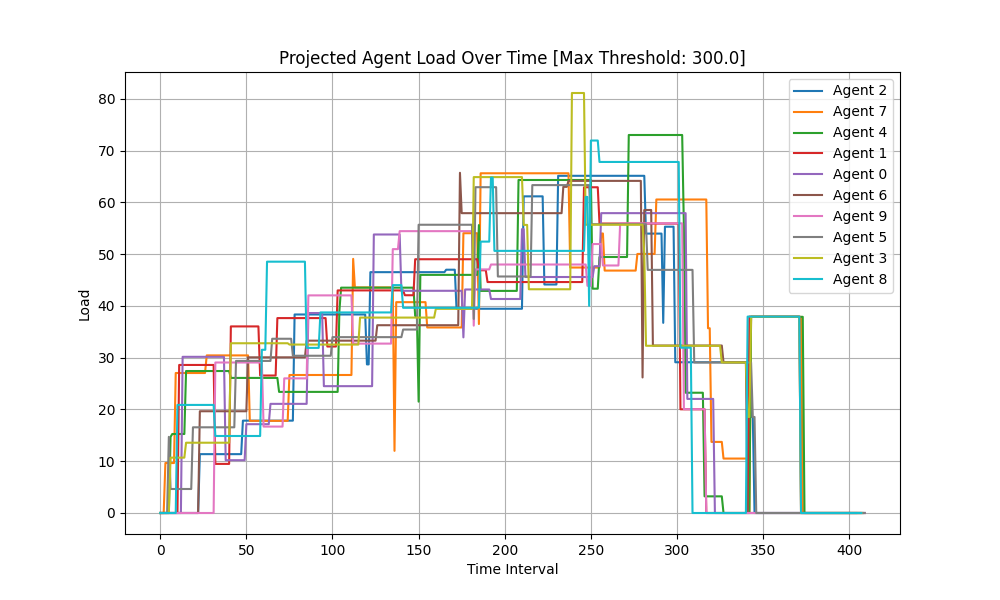 Projected Agent Load Over Time [Max Threshold: 300.0]
Load
80
70
60
50
40
30
20
10
0
0 50 100 150 200 250 300 350 400
Time Interval
Agent 2
Agent 7
Agent 4
Agent 1
Agent 0
Agent 6
Agent 9
Agent 5
Agent 3
Agent 8